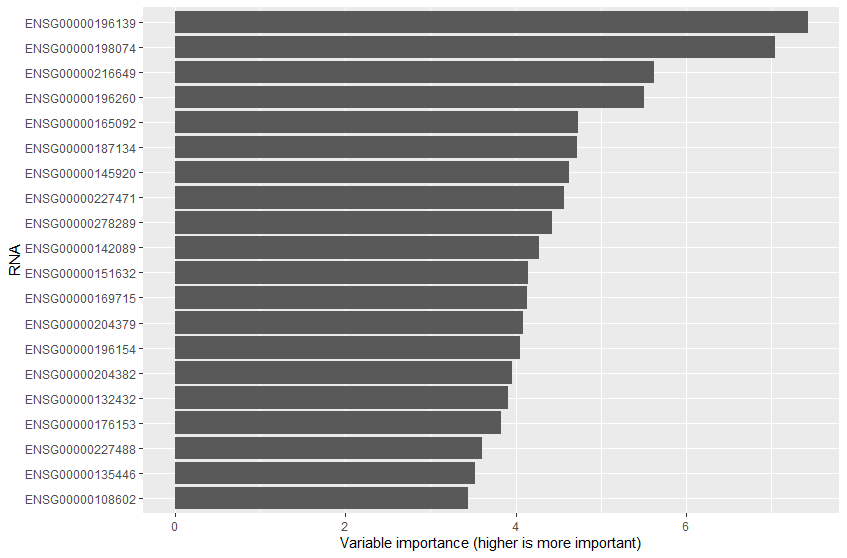 ENSG00000196139
ENSG00000198074
ENSG00000216649
ENSG00000196260
ENSG00000165092
ENSG00000187134
ENSG00000145920
ENSG00000227471
ENSG00000278289
ENSG00000142089
ENSG00000151632
ENSG00000169715
ENSG00000204379
ENSG00000196154
ENSG00000204382
ENSG00000132432
ENSG00000176153
ENSG00000227488
ENSG00000135446
ENSG00000108602
RNA
0 2 4 6
Variable importance (higher is more important)